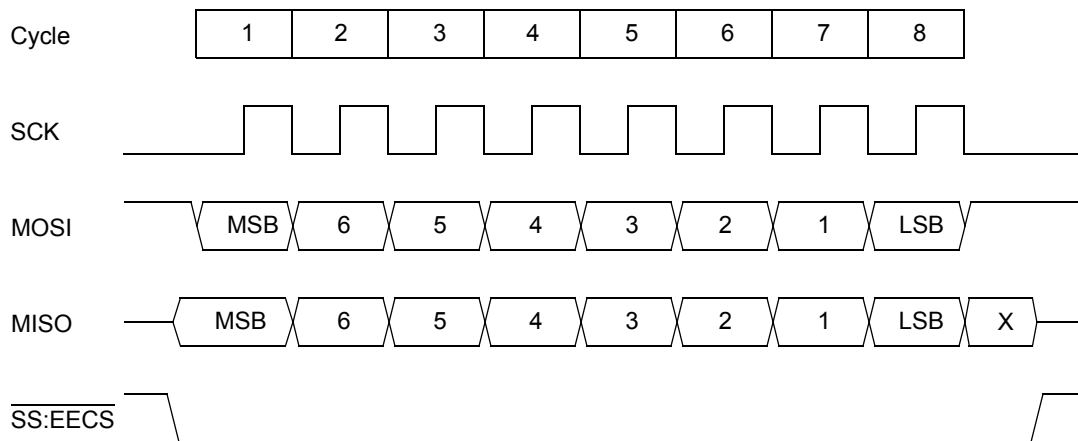 Cycle 1 2 3 4 5 6 7 8
SCK
MOSI MSB 6 5 4 3 2 1 LSB
MISO MSB 6 5 4 3 2 1 LSB X
SS:EECS